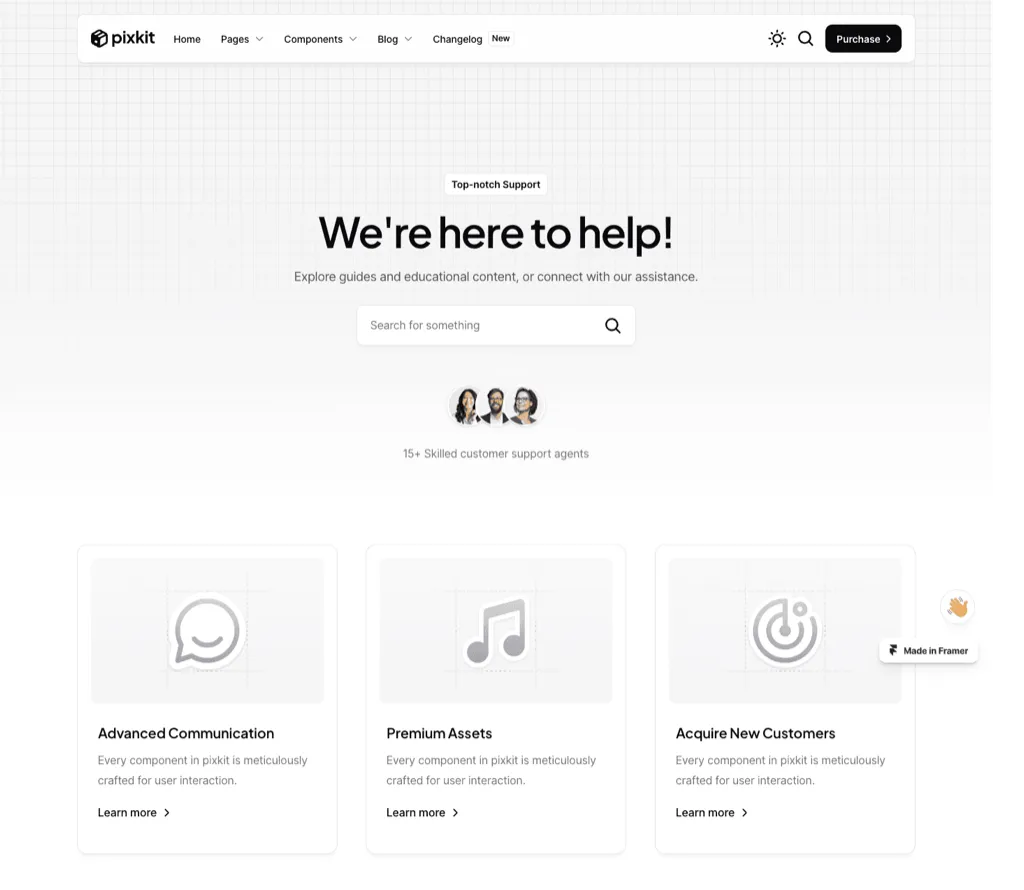 pixkit
Home
Pages
Components
Blog
Changelog
New
Purchase
Top-notch Support
We're here to help!
Explore guides and educational content, or connect with our assistance.
Search for something
15+ Skilled customer support agents
Advanced Communication
Every component in pixkit is meticulously
crafted for user interaction.
Learn more
Premium Assets
Every component in pixkit is meticulously
crafted for user interaction.
Learn more
Acquire New Customers
Every component in pixkit is meticulously
crafted for user interaction.
Learn more
Made in Framer